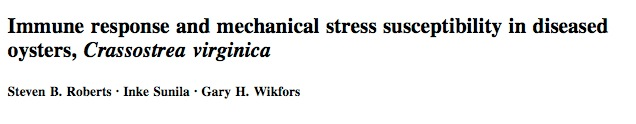 Immune response and mechanical stress susceptibility in diseased
oysters, Crassostrea virginica
Steven B. Roberts · Inke Sunila · Gary H. Wikfors